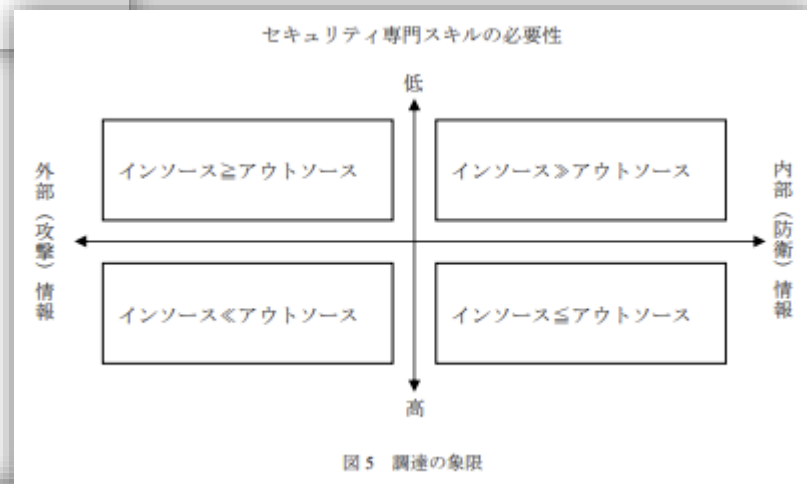 セキュリティ専門スキルの必要性
低
外部（攻撃）情報
インソース≧アウトソース
インソース≫アウトソース
内部（防衛）情報
インソース≪アウトソース
インソース≦アウトソース
高
図 5 調達の象限